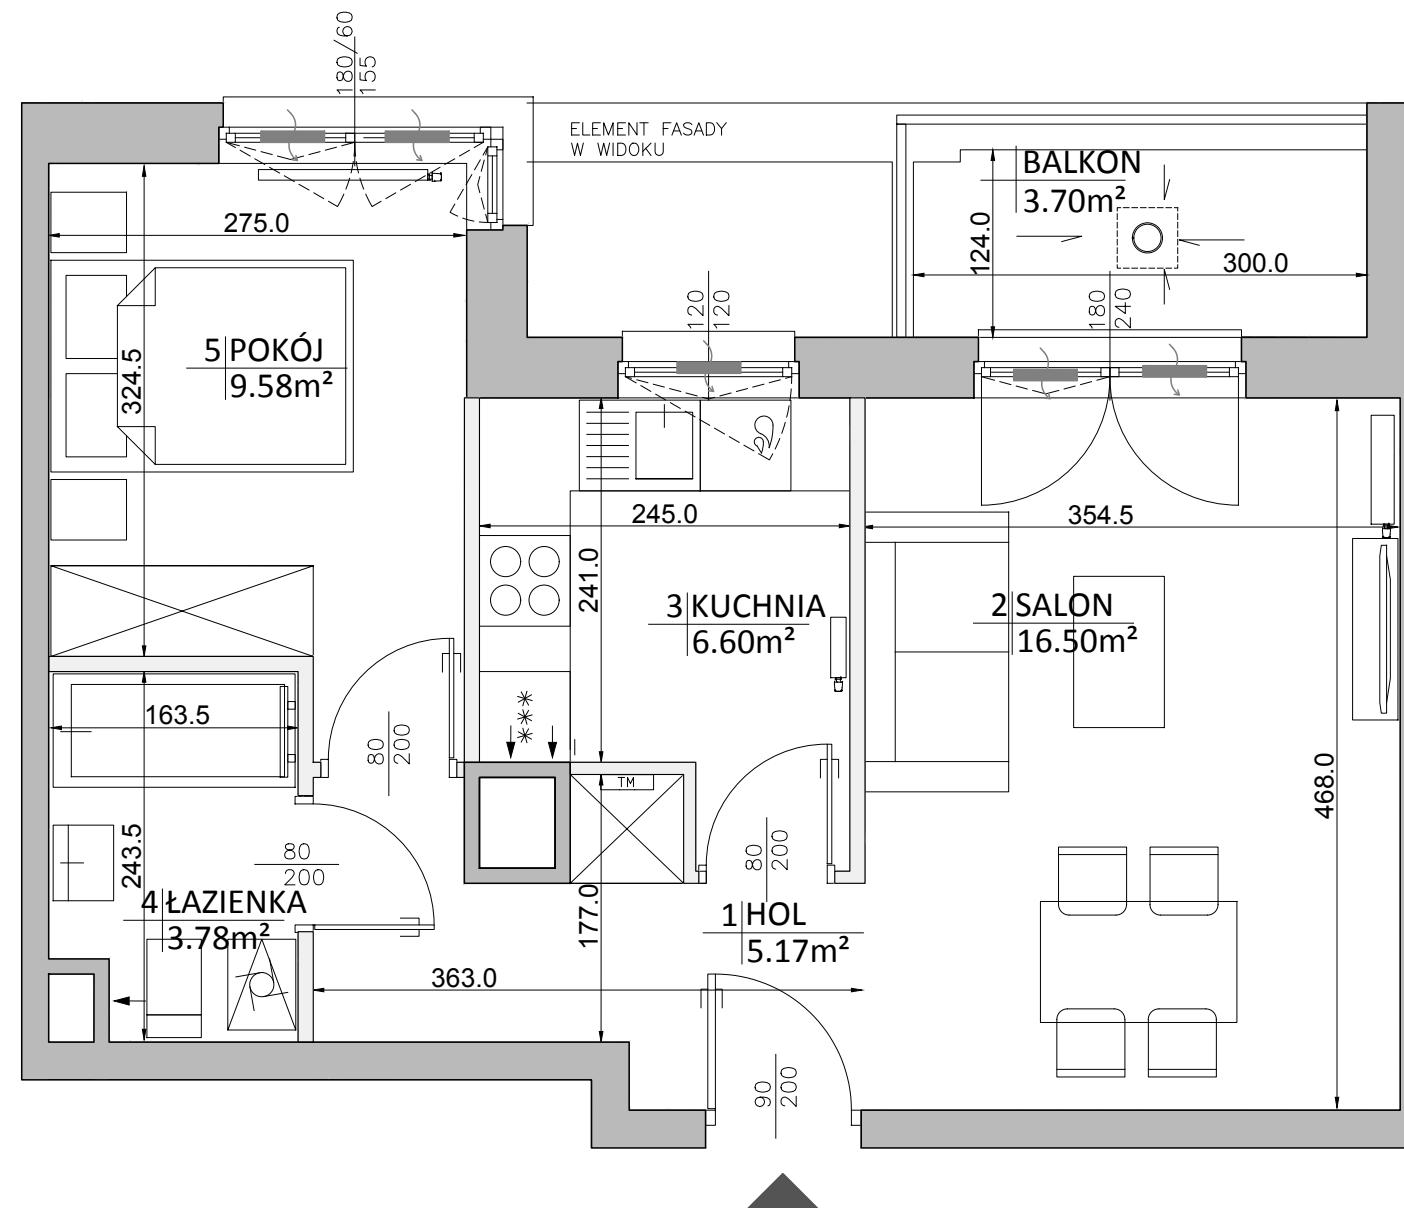 180/60
155
ELEMENT FASADY
W WIDOKU
BALKON
3.70m²
124.0
300.0
275.0
120
120
180
240
5 POKÓJ
9.58m²
324.5
245.0
354.5
241.0
3 KUCHNIA
6.60m²
2 SALON
16.50m²
163.5
***
80
200
TM
468.0
243.5
80
200
80
200
4 ŁAZIENKA
3.78m²
177.0
1 HOL
5.17m²
363.0
90
200